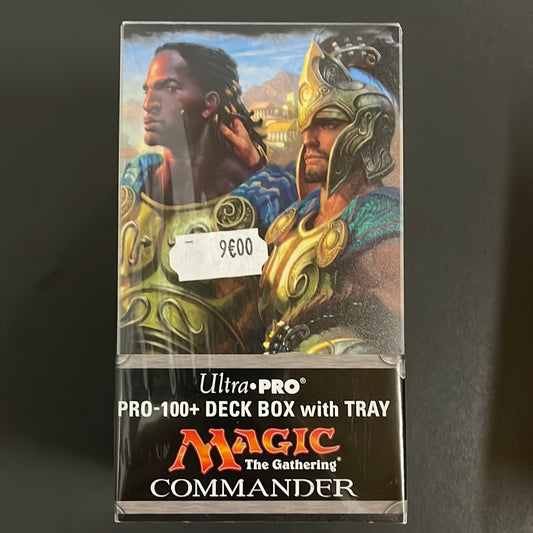 9€00
Ultra•PRO®
PRO-100+ DECK BOX with TRAY
MAGIC
The Gathering®
COMMANDER